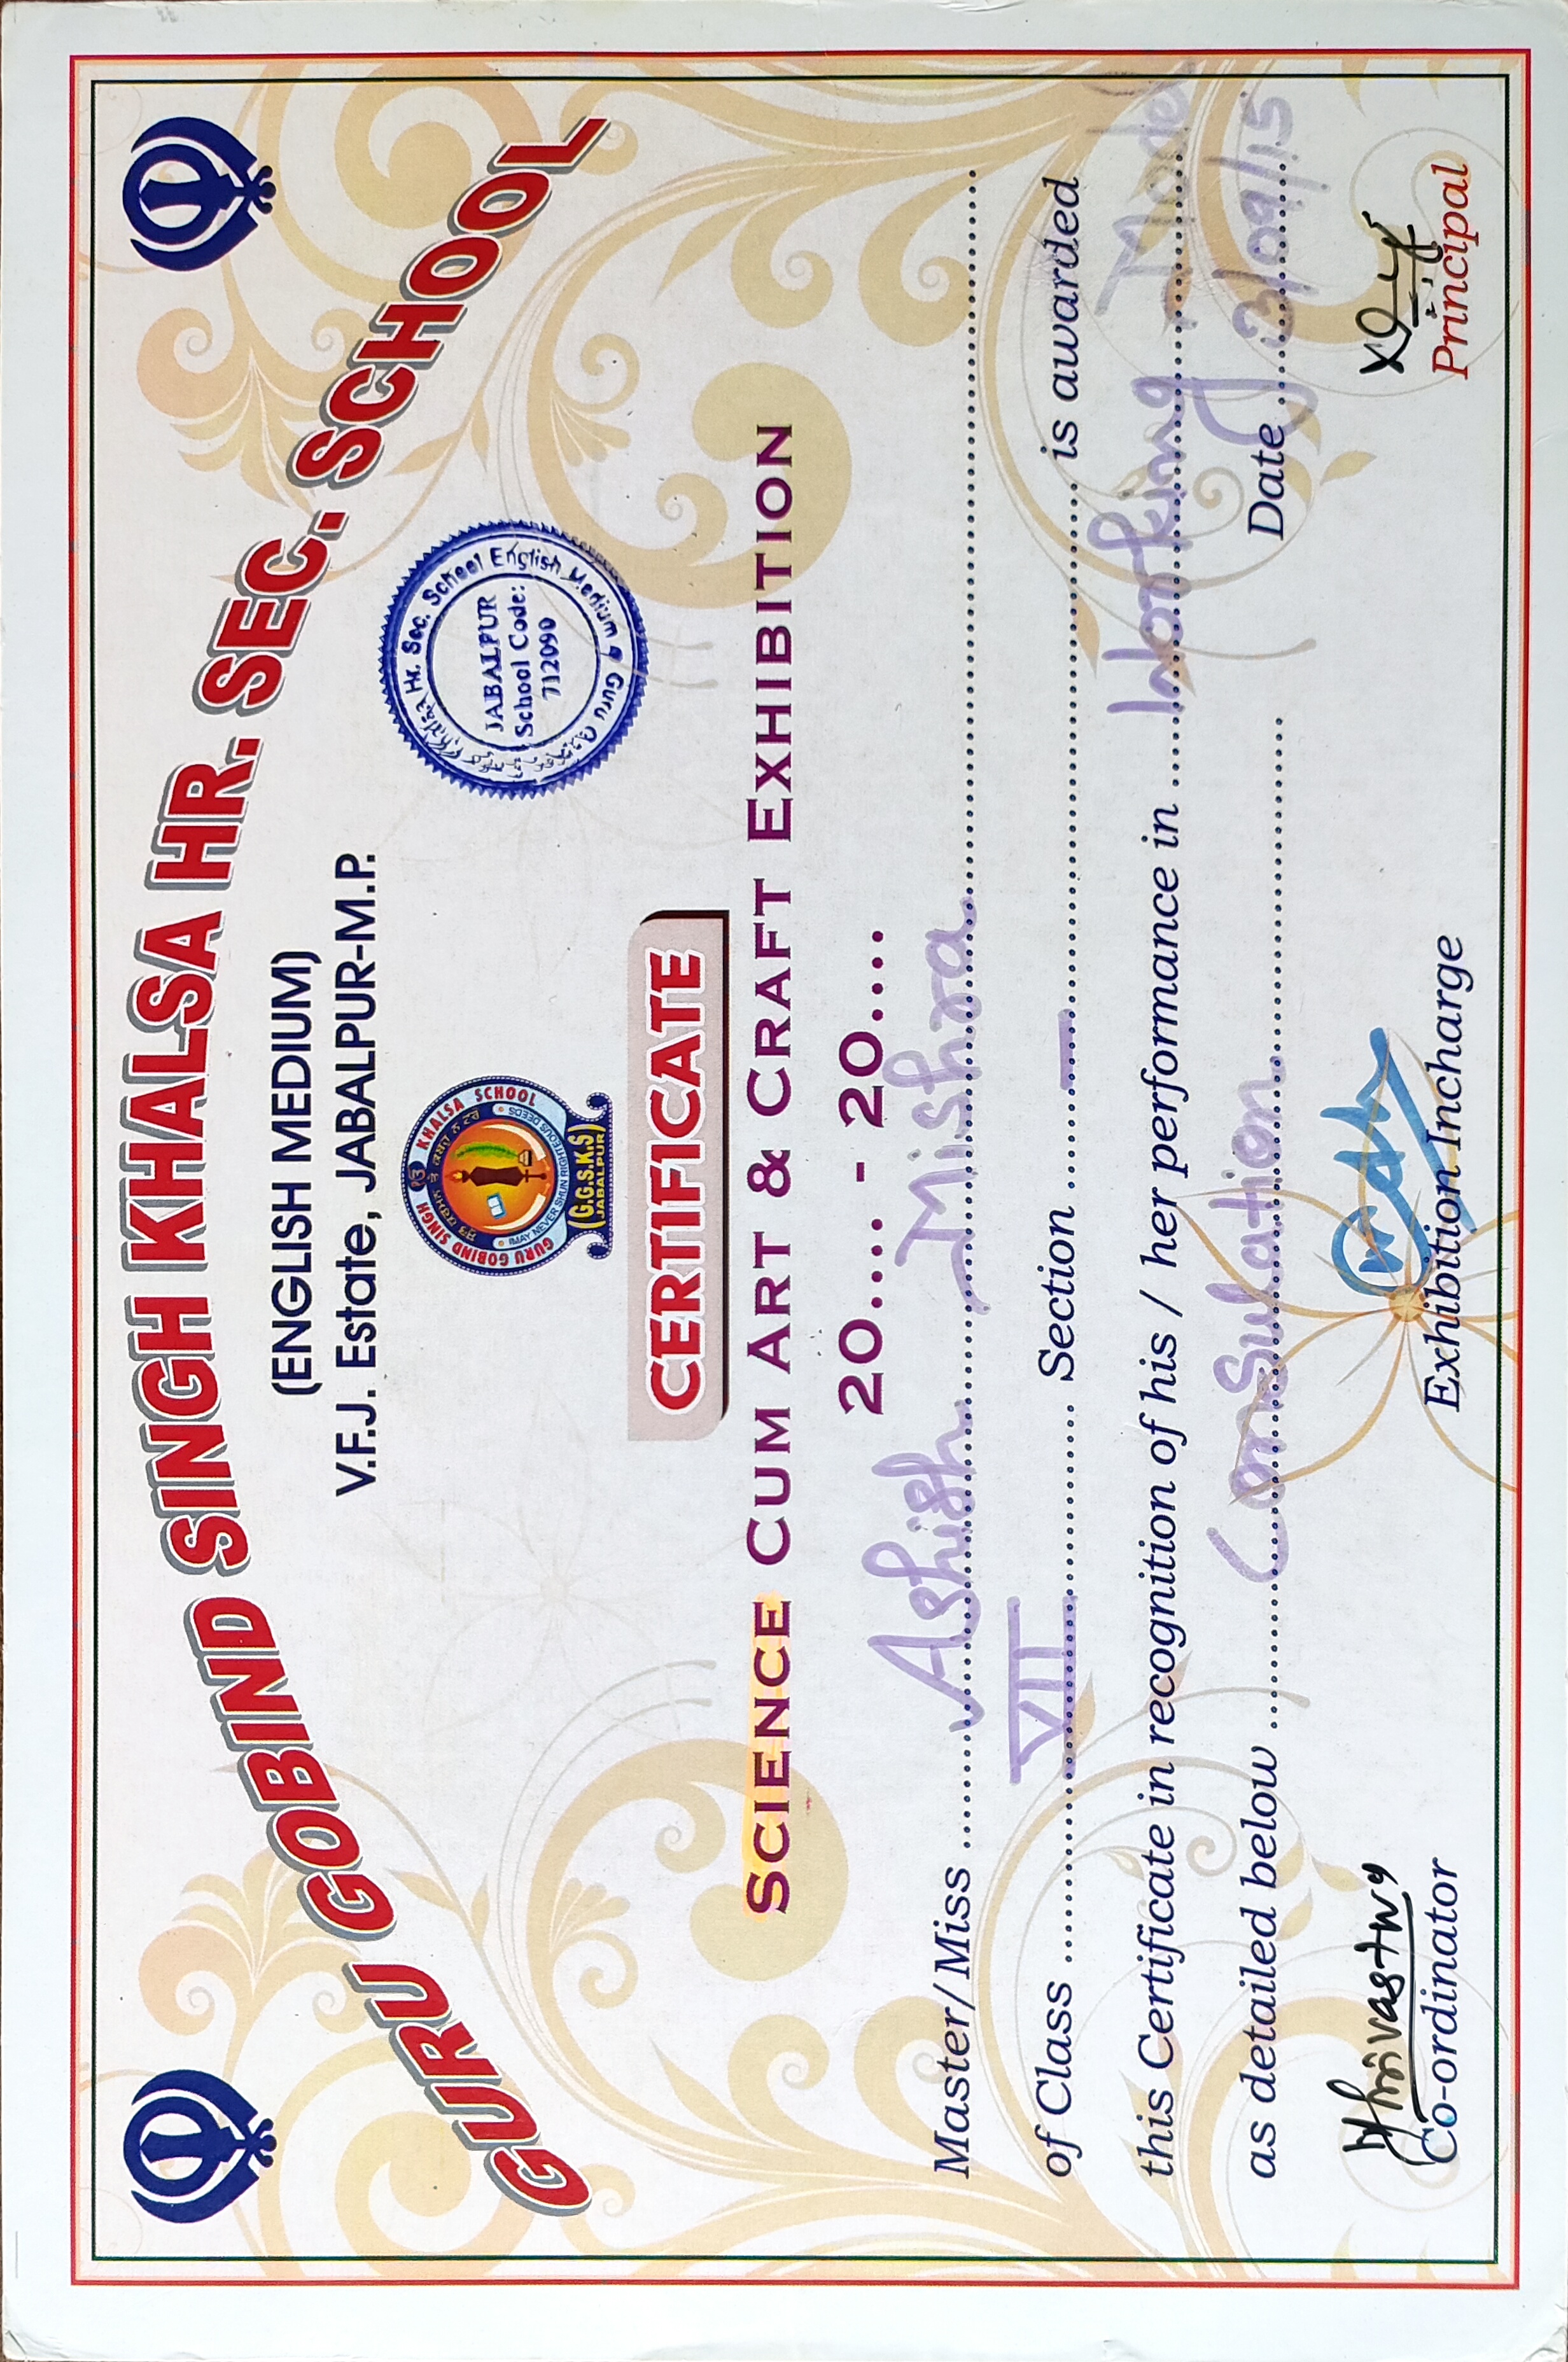 GURU GOBIND SINGH KHALSA HR. SEC. SCHOOL
(ENGLISH MEDIUM)
V.F.J. Estate, JABALPUR-M.P.
GURU GOBIND SINGH KHALSA SCHOOL
MAY NEVER SHUN RIGHTEOUS DEEDS
(G.G.S.K.S)
JABALPUR
Khalsa Hr. Sec. School English Medium
Guru
JABALPUR
School Code:
712090
CERTIFICATE
SCIENCE CUM ART & CRAFT EXHIBITION
20.... - 20....
Master/Miss Ashish Mishra
of Class VII Section — is awarded
this Certificate in recognition of his / her performance in Working Model
as detailed below Consulation Date 3/09/15
Co-ordinator Exhibition Incharge Principal